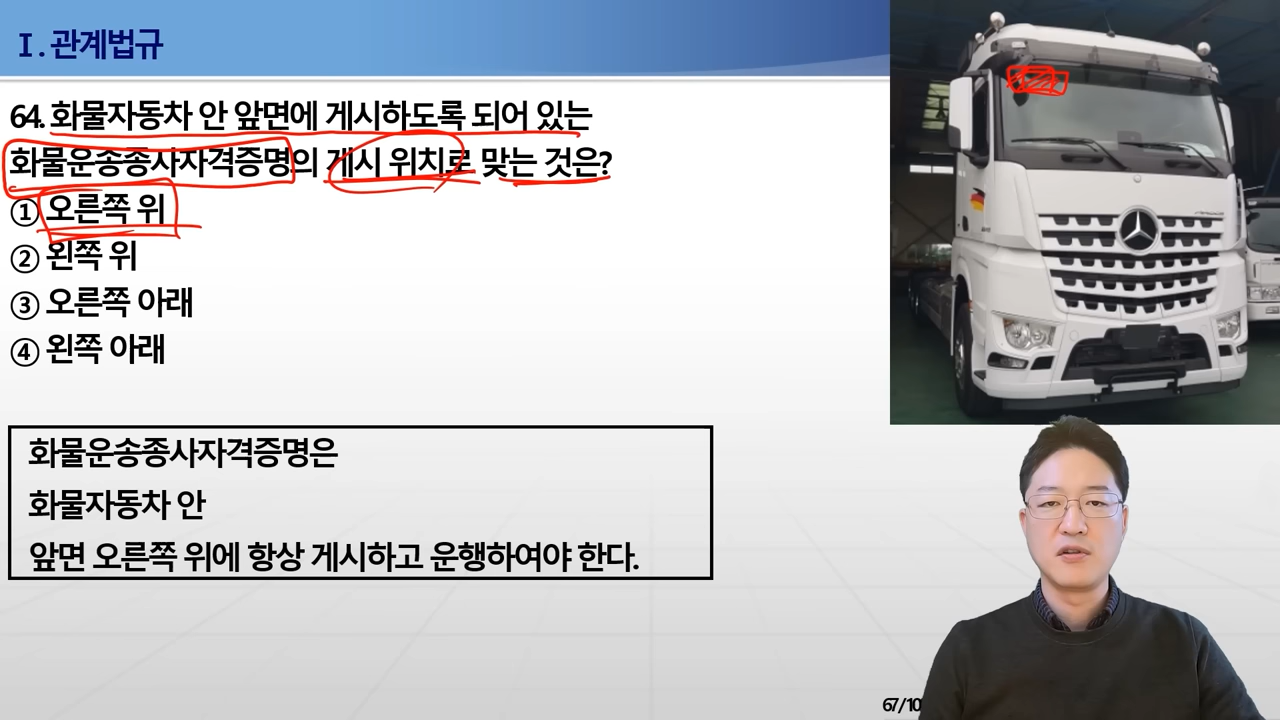 Ⅰ. 관계법규
64. 화물자동차 안 앞면에 게시하도록 되어 있는
화물운송종사자격증명의 게시 위치로 맞는 것은?
① 오른쪽 위
② 왼쪽 위
③ 오른쪽 아래
④ 왼쪽 아래
화물운송종사자격증명은
화물자동차 안
앞면 오른쪽 위에 항상 게시하고 운행하여야 한다.
67/10